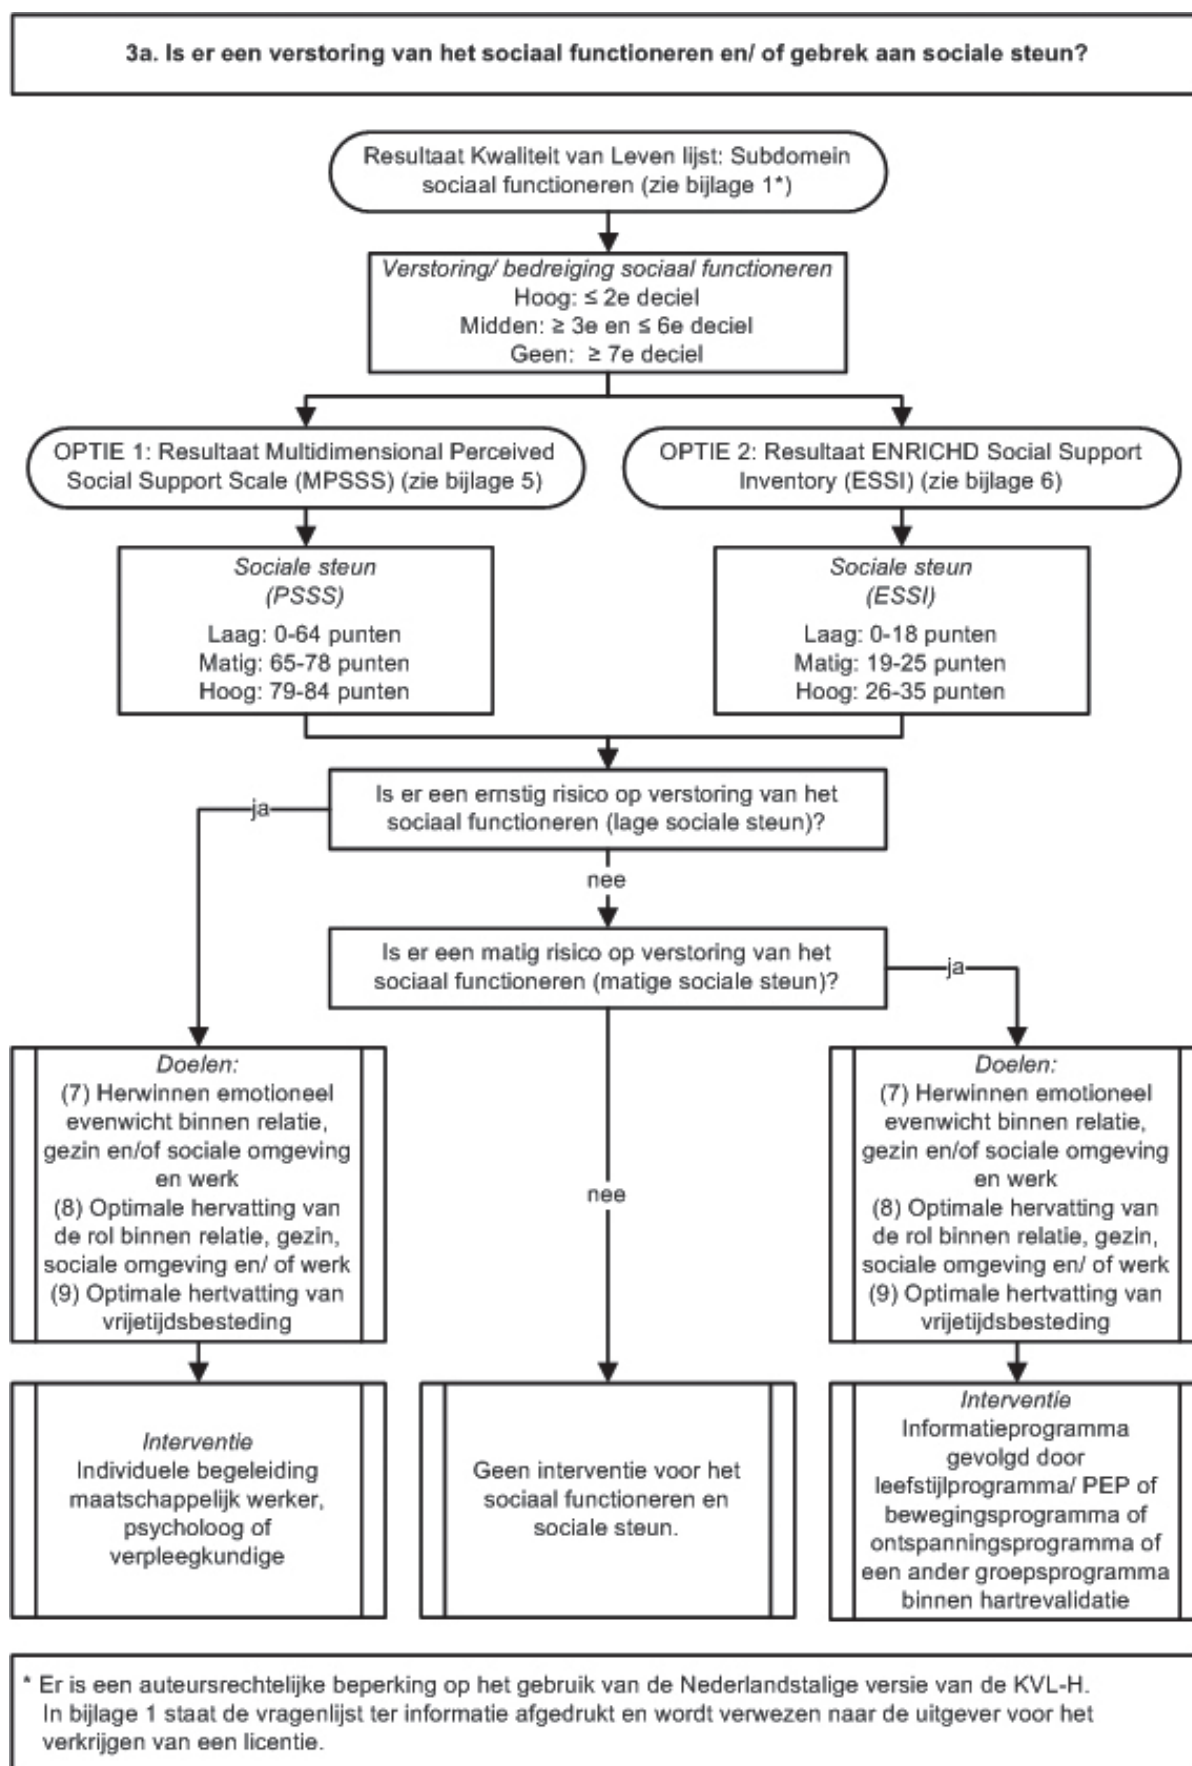 3a. Is er een verstoring van het sociaal functioneren en/ of gebrek aan sociale steun?
Resultaat Kwaliteit van Leven lijst: Subdomein
sociaal functioneren (zie bijlage 1*)
Verstoring/ bedreiging sociaal functioneren
Hoog: ≤ 2e deciel
Midden: ≥ 3e en ≤ 6e deciel
Geen: ≥ 7e deciel
OPTIE 1: Resultaat Multidimensional Perceived
Social Support Scale (MPSSS) (zie bijlage 5)
OPTIE 2: Resultaat ENRICHD Social Support
Inventory (ESSI) (zie bijlage 6)
Sociale steun
(PSSS)
Laag: 0-64 punten
Matig: 65-78 punten
Hoog: 79-84 punten
Sociale steun
(ESSI)
Laag: 0-18 punten
Matig: 19-25 punten
Hoog: 26-35 punten
Is er een ernstig risico op verstoring van het
sociaal functioneren (lage sociale steun)?
ja
nee
Is er een matig risico op verstoring van het
sociaal functioneren (matige sociale steun)?
ja
nee
Doelen:
(7) Herwinnen emotioneel
evenwicht binnen relatie,
gezin en/of sociale omgeving
en werk
(8) Optimale hervatting van
de rol binnen relatie, gezin,
sociale omgeving en/ of werk
(9) Optimale hertvatting van
vrijetijdsbesteding
Doelen:
(7) Herwinnen emotioneel
evenwicht binnen relatie,
gezin en/of sociale omgeving
en werk
(8) Optimale hervatting van
de rol binnen relatie, gezin,
sociale omgeving en/ of werk
(9) Optimale hertvatting van
vrijetijdsbesteding
Interventie
Individuele begeleiding
maatschappelijk werker,
psycholoog of
verpleegkundige
Geen interventie voor het
sociaal functioneren en
sociale steun.
Interventie
Informatieprogramma
gevolgd door
leefstijlprogramma/ PEP of
bewegingsprogramma of
ontspanningsprogramma of
een ander groepsprogramma
binnen hartrevalidatie
* Er is een auteursrechtelijke beperking op het gebruik van de Nederlandstalige versie van de KVL-H.
In bijlage 1 staat de vragenlijst ter informatie afgedrukt en wordt verwezen naar de uitgever voor het
verkrijgen van een licentie.